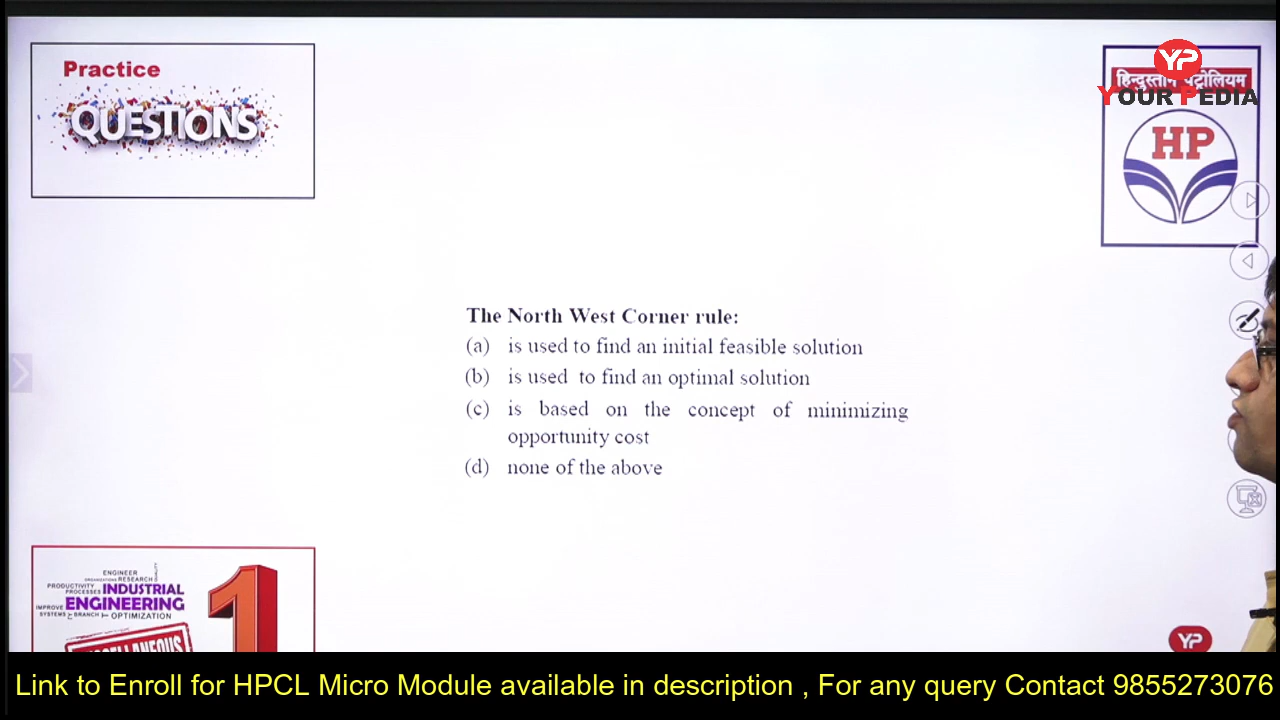 Practice
QUESTIONS
हिन्दुस्तान पेट्रोलियम
YP
YOUR PEDIA
HP
The North West Corner rule:
(a) is used to find an initial feasible solution
(b) is used to find an optimal solution
(c) is based on the concept of minimizing
opportunity cost
(d) none of the above
ENGINEER
ORGANIZATIONS RESEARCH
QUALITY
PRODUCTIVITY
PROCESSES INDUSTRIAL
ENGINEERING
IMPROVE
SYSTEMS
BRANCH
OPTIMIZATION
1
YP
Link to Enroll for HPCL Micro Module available in description , For any query Contact 9855273076